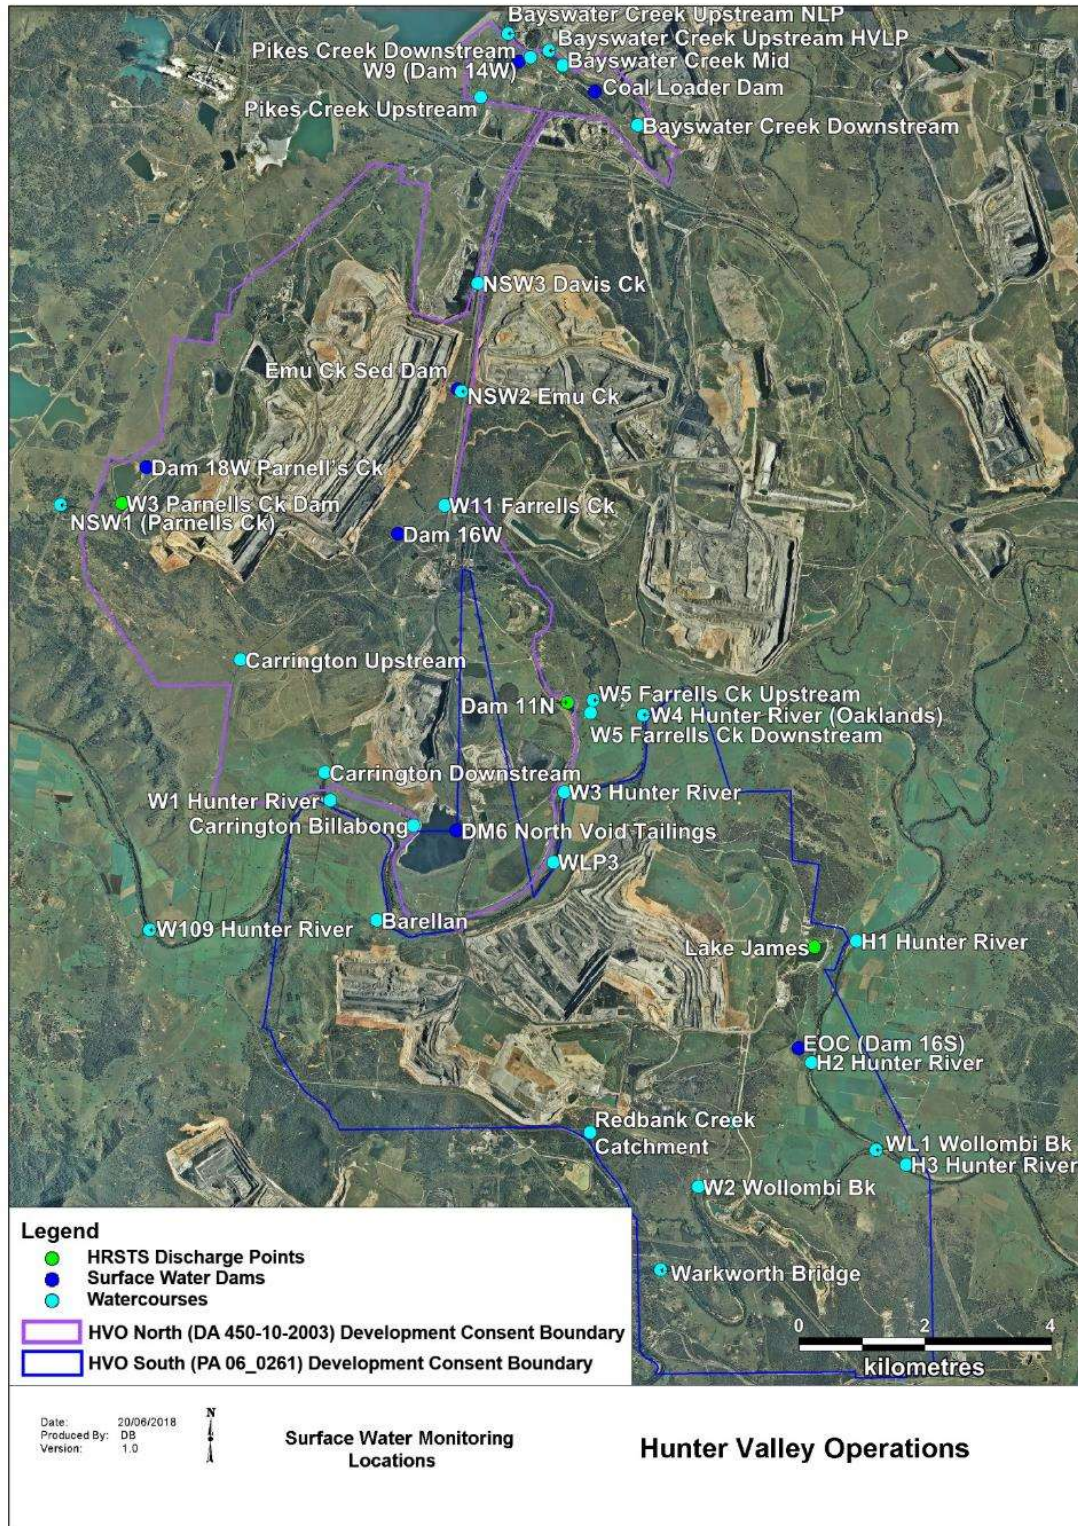 Bayswater Creek Upstream NLP
Bayswater Creek Upstream HVLP
Pikes Creek Downstream
W9 (Dam 14W)
Bayswater Creek Mid
Coal Loader Dam
Pikes Creek Upstream
Bayswater Creek Downstream
NSW3 Davis Ck
Emu Ck Sed Dam
NSW2 Emu Ck
Dam 18W Parnell's Ck
W3 Parnells Ck Dam
NSW1 (Parnells Ck)
W11 Farrells Ck
Dam 16W
Carrington Upstream
W5 Farrells Ck Upstream
Dam 11N
W4 Hunter River (Oaklands)
W5 Farrells Ck Downstream
Carrington Downstream
W1 Hunter River
W3 Hunter River
Carrington Billabong
DM6 North Void Tailings
WLP3
Barellan
W109 Hunter River
Lake James
H1 Hunter River
EOC (Dam 16S)
H2 Hunter River
Redbank Creek
Catchment
WL1 Wollombi Bk
H3 Hunter River
W2 Wollombi Bk
Warkworth Bridge
Legend
HRSTS Discharge Points
Surface Water Dams
Watercourses
HVO North (DA 450-10-2003) Development Consent Boundary
HVO South (PA 06_0261) Development Consent Boundary
0 2 4
kilometres
Date: 20/06/2018
Produced By: DB
Version: 1.0
N
Surface Water Monitoring
Locations
Hunter Valley Operations